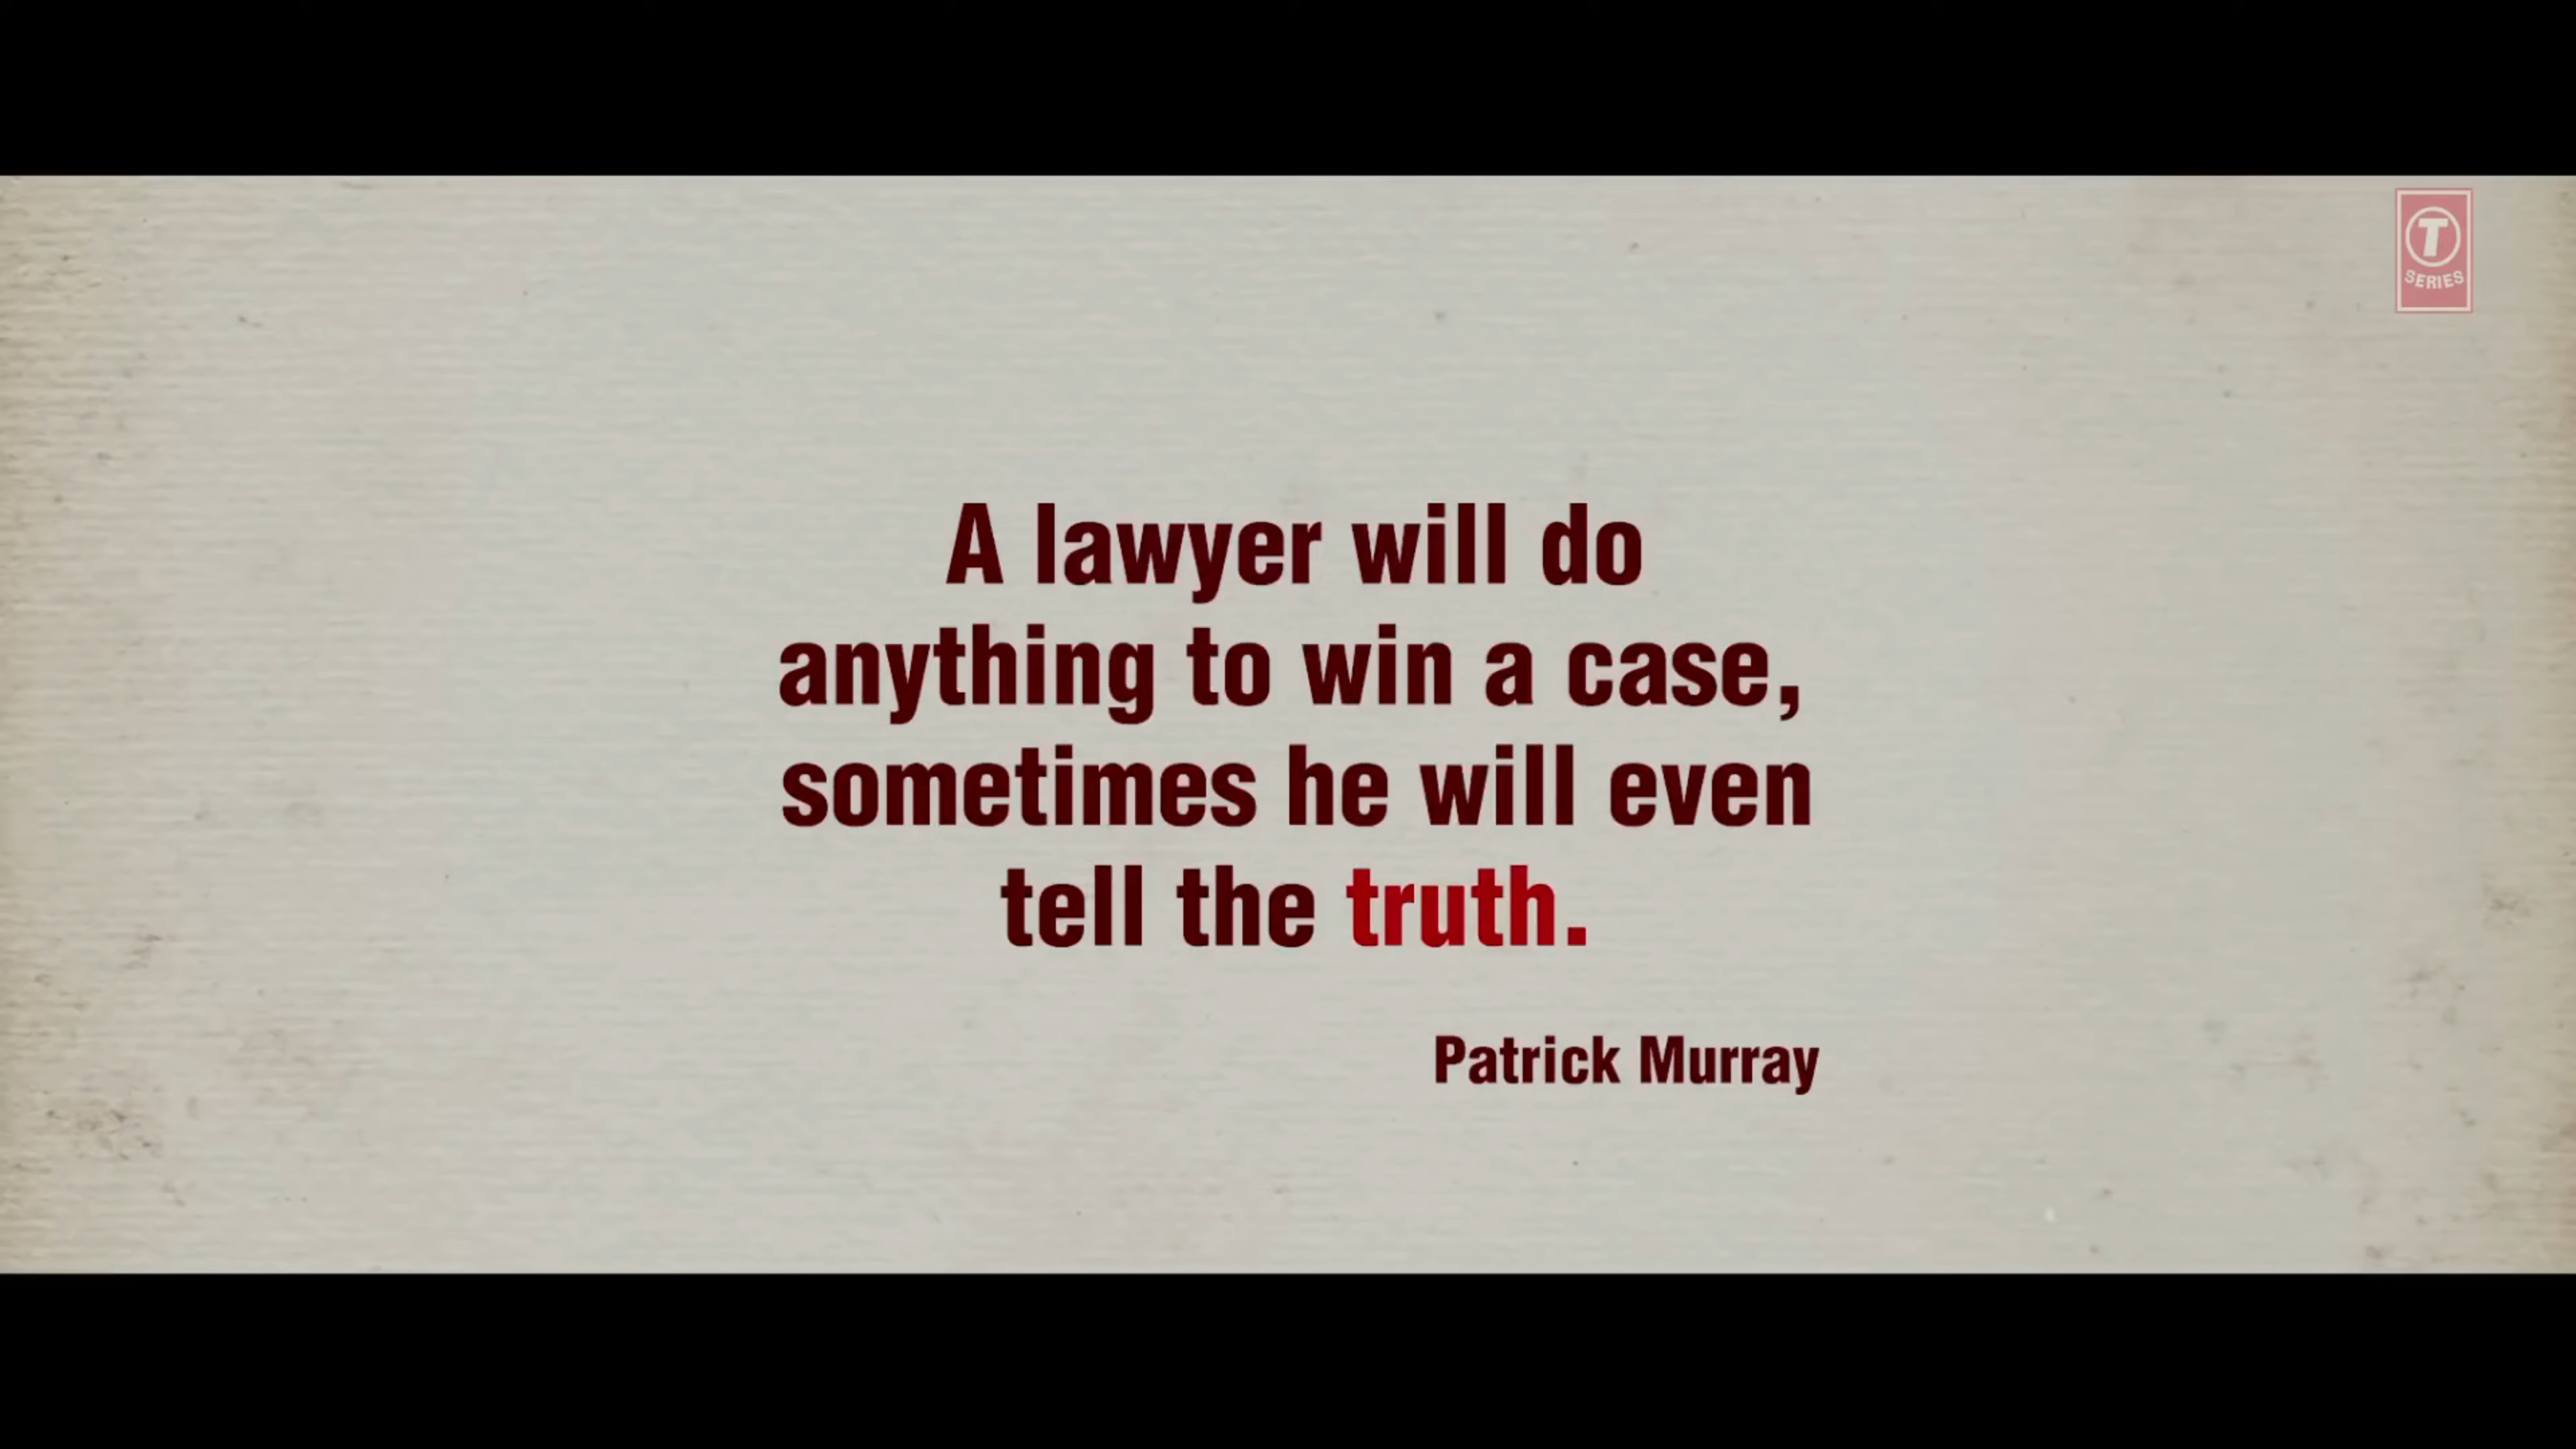 T
SERIES
A lawyer will do
anything to win a case,
sometimes he will even
tell the truth.
Patrick Murray